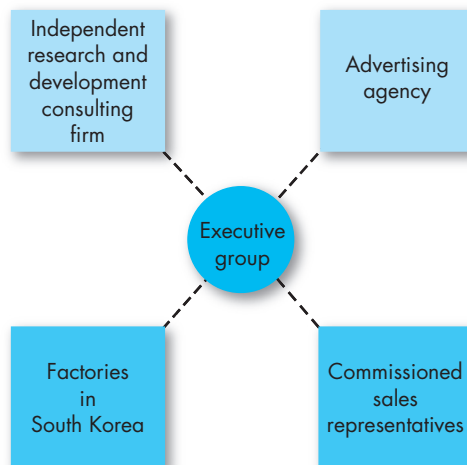 Independent
research and
development
consulting
firm
Advertising
agency
Executive
group
Factories
in
South Korea
Commissioned
sales
representatives